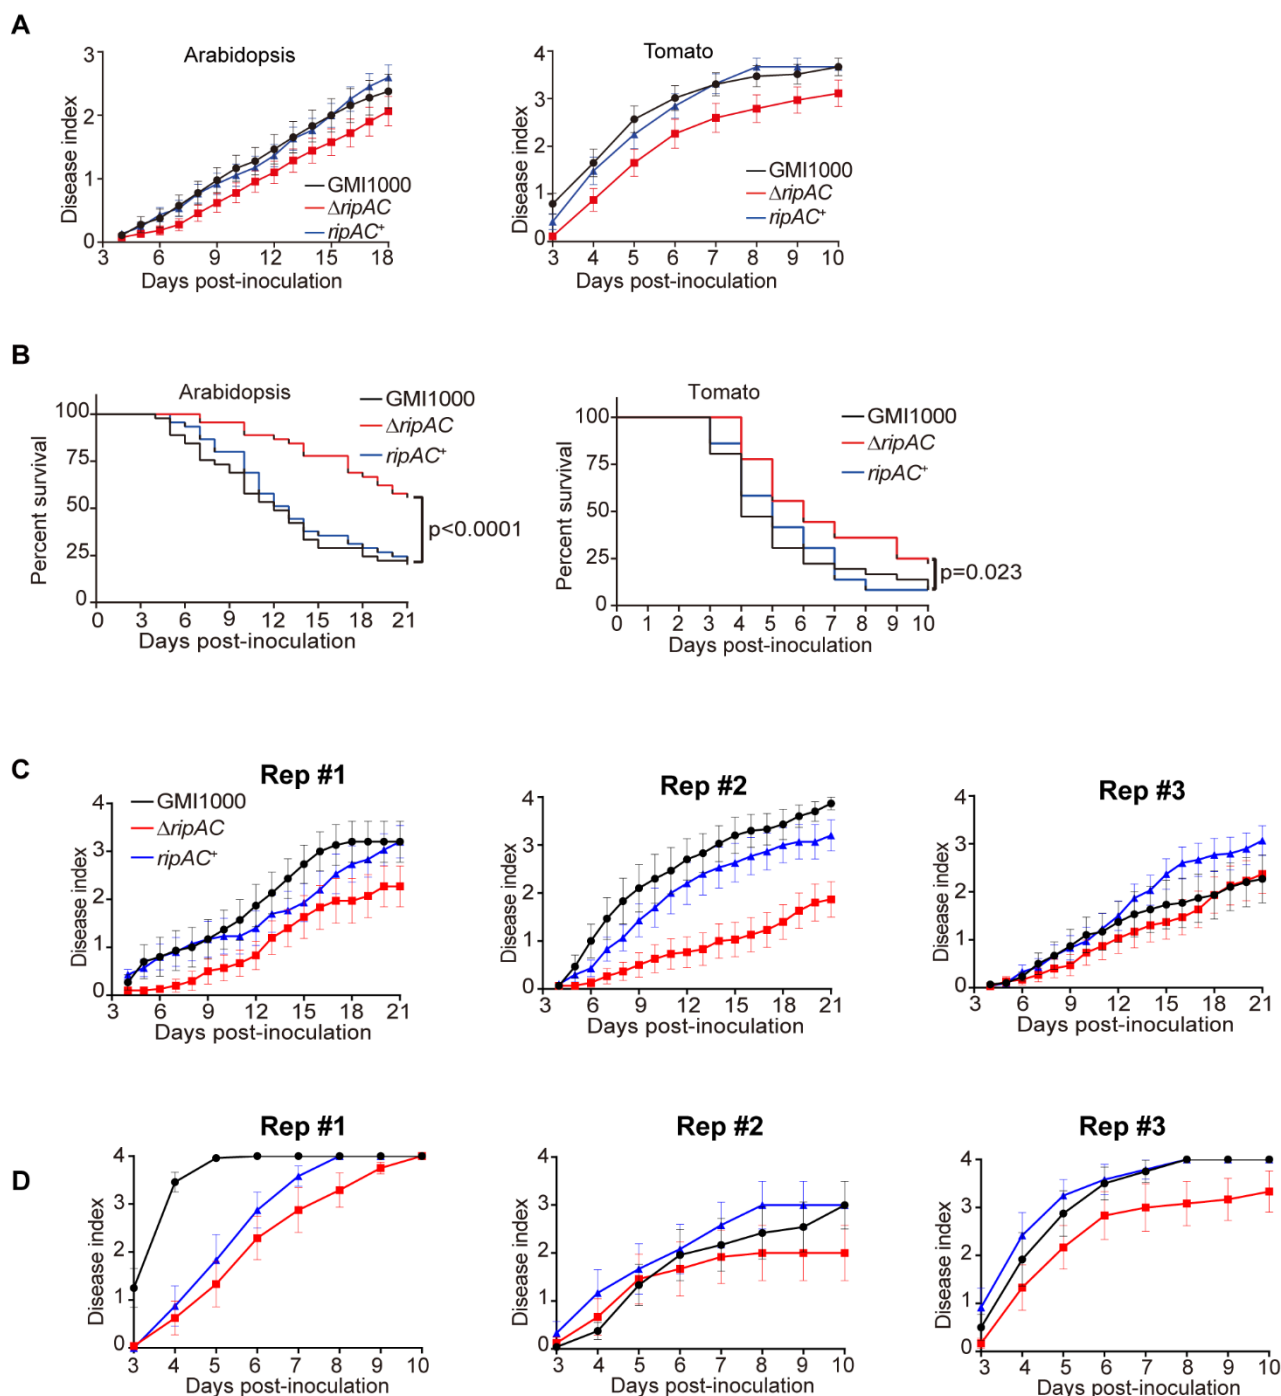 A
Arabidopsis
Disease index
3
2
1
0
GMI1000
ΔripAC
ripAC⁺
3 6 9 12 15 18
Days post-inoculation
Tomato
Disease index
4
3
2
1
0
GMI1000
ΔripAC
ripAC⁺
3 4 5 6 7 8 9 10
Days post-inoculation
B
Arabidopsis
Percent survival
100
75
50
25
0
GMI1000
ΔripAC
ripAC⁺
p<0.0001
0 3 6 9 12 15 18 21
Days post-inoculation
Tomato
Percent survival
100
75
50
25
0
GMI1000
ΔripAC
ripAC⁺
p=0.023
0 1 2 3 4 5 6 7 8 9 10
Days post-inoculation
C
Rep #1
Disease index
4
3
2
1
0
GMI1000
ΔripAC
ripAC⁺
3 6 9 12 15 18 21
Days post-inoculation
Rep #2
Disease index
4
3
2
1
0
3 6 9 12 15 18 21
Days post-inoculation
Rep #3
Disease index
4
3
2
1
0
3 6 9 12 15 18 21
Days post-inoculation
D
Rep #1
Disease index
4
3
2
1
0
3 4 5 6 7 8 9 10
Days post-inoculation
Rep #2
Disease index
4
3
2
1
0
3 4 5 6 7 8 9 10
Days post-inoculation
Rep #3
Disease index
4
3
2
1
0
3 4 5 6 7 8 9 10
Days post-inoculation